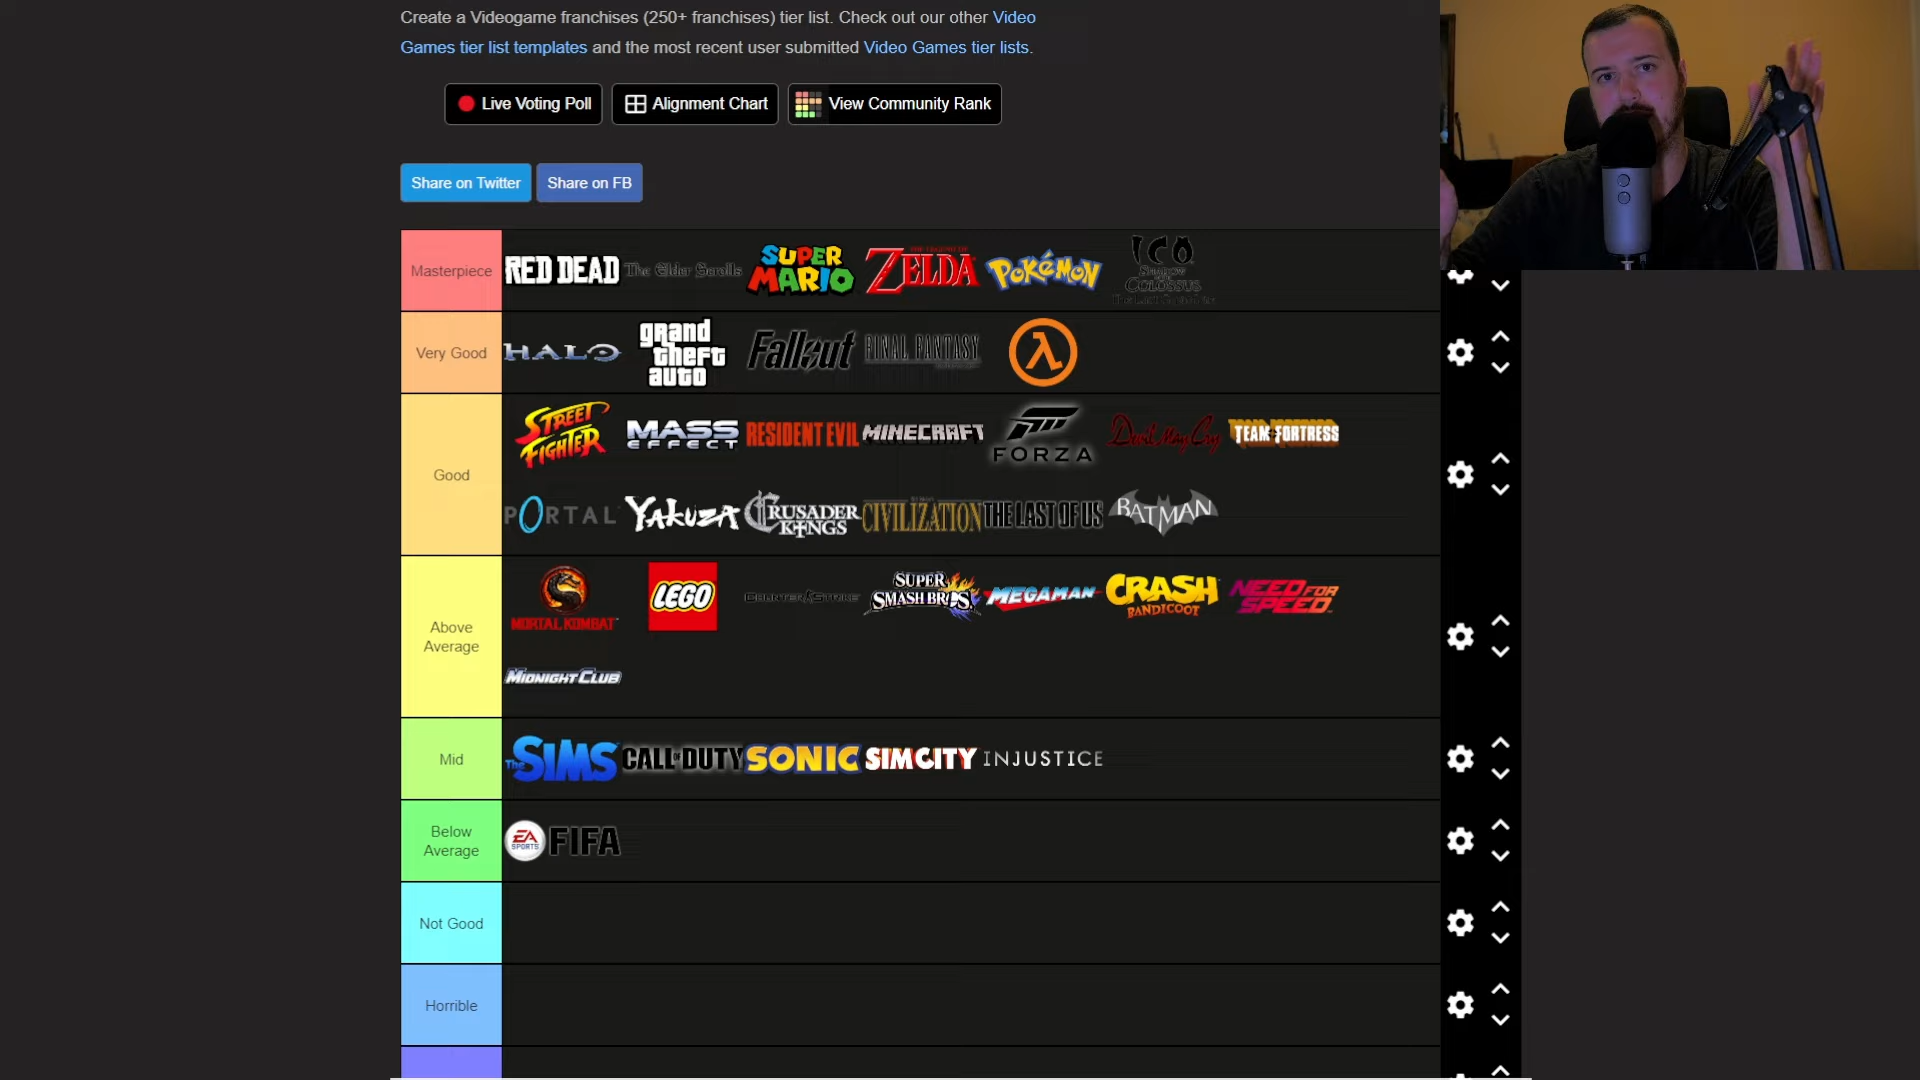 Create a Videogame franchises (250+ franchises) tier list. Check out our other Video
Games tier list templates and the most recent user submitted Video Games tier lists.
Live Voting Poll
Alignment Chart
View Community Rank
Share on Twitter
Share on FB
Masterpiece
RED DEAD
The Elder Scrolls
SUPER MARIO
THE LEGEND OF ZELDA
POKéMON
ICO
Shadow of the Colossus
Very Good
HALO
grand theft auto
Fallout
FINAL FANTASY
Good
STREET FIGHTER
MASS EFFECT
RESIDENT EVIL
MINECRAFT
FORZA
Devil May Cry
TEAM FORTRESS
PORTAL
YAKUZA
CRUSADER KINGS
CIVILIZATION
THE LAST OF US
BATMAN
Above
Average
MORTAL KOMBAT
LEGO
COUNTER STRIKE
SUPER SMASH BROS.
MEGAMAN
CRASH BANDICOOT
NEED FOR SPEED
MIDNIGHT CLUB
Mid
The SIMS
CALL OF DUTY
SONIC
SIMCITY
INJUSTICE
Below
Average
EA SPORTS FIFA
Not Good
Horrible